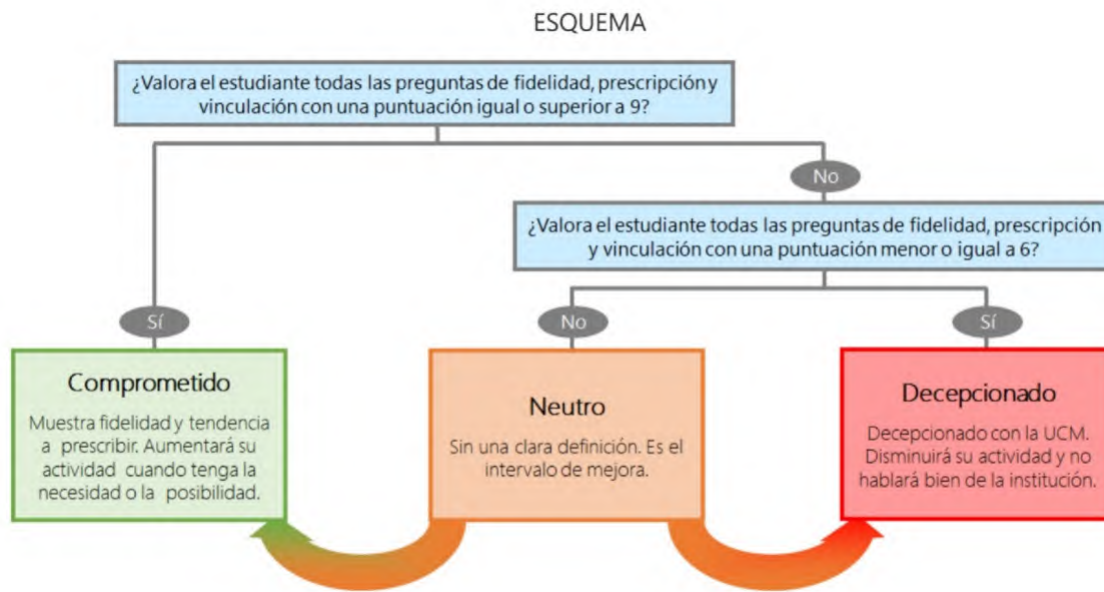 ESQUEMA
¿Valora el estudiante todas las preguntas de fidelidad, prescripción y
vinculación con una puntuación igual o superior a 9?
No
¿Valora el estudiante todas las preguntas de fidelidad, prescripción
y vinculación con una puntuación menor o igual a 6?
Sí
No
Sí
Comprometido
Muestra fidelidad y tendencia
a prescribir. Aumentará su
actividad cuando tenga la
necesidad o la posibilidad.
Neutro
Sin una clara definición. Es el
intervalo de mejora.
Decepcionado
Decepcionado con la UCM.
Disminuirá su actividad y no
hablará bien de la institución.